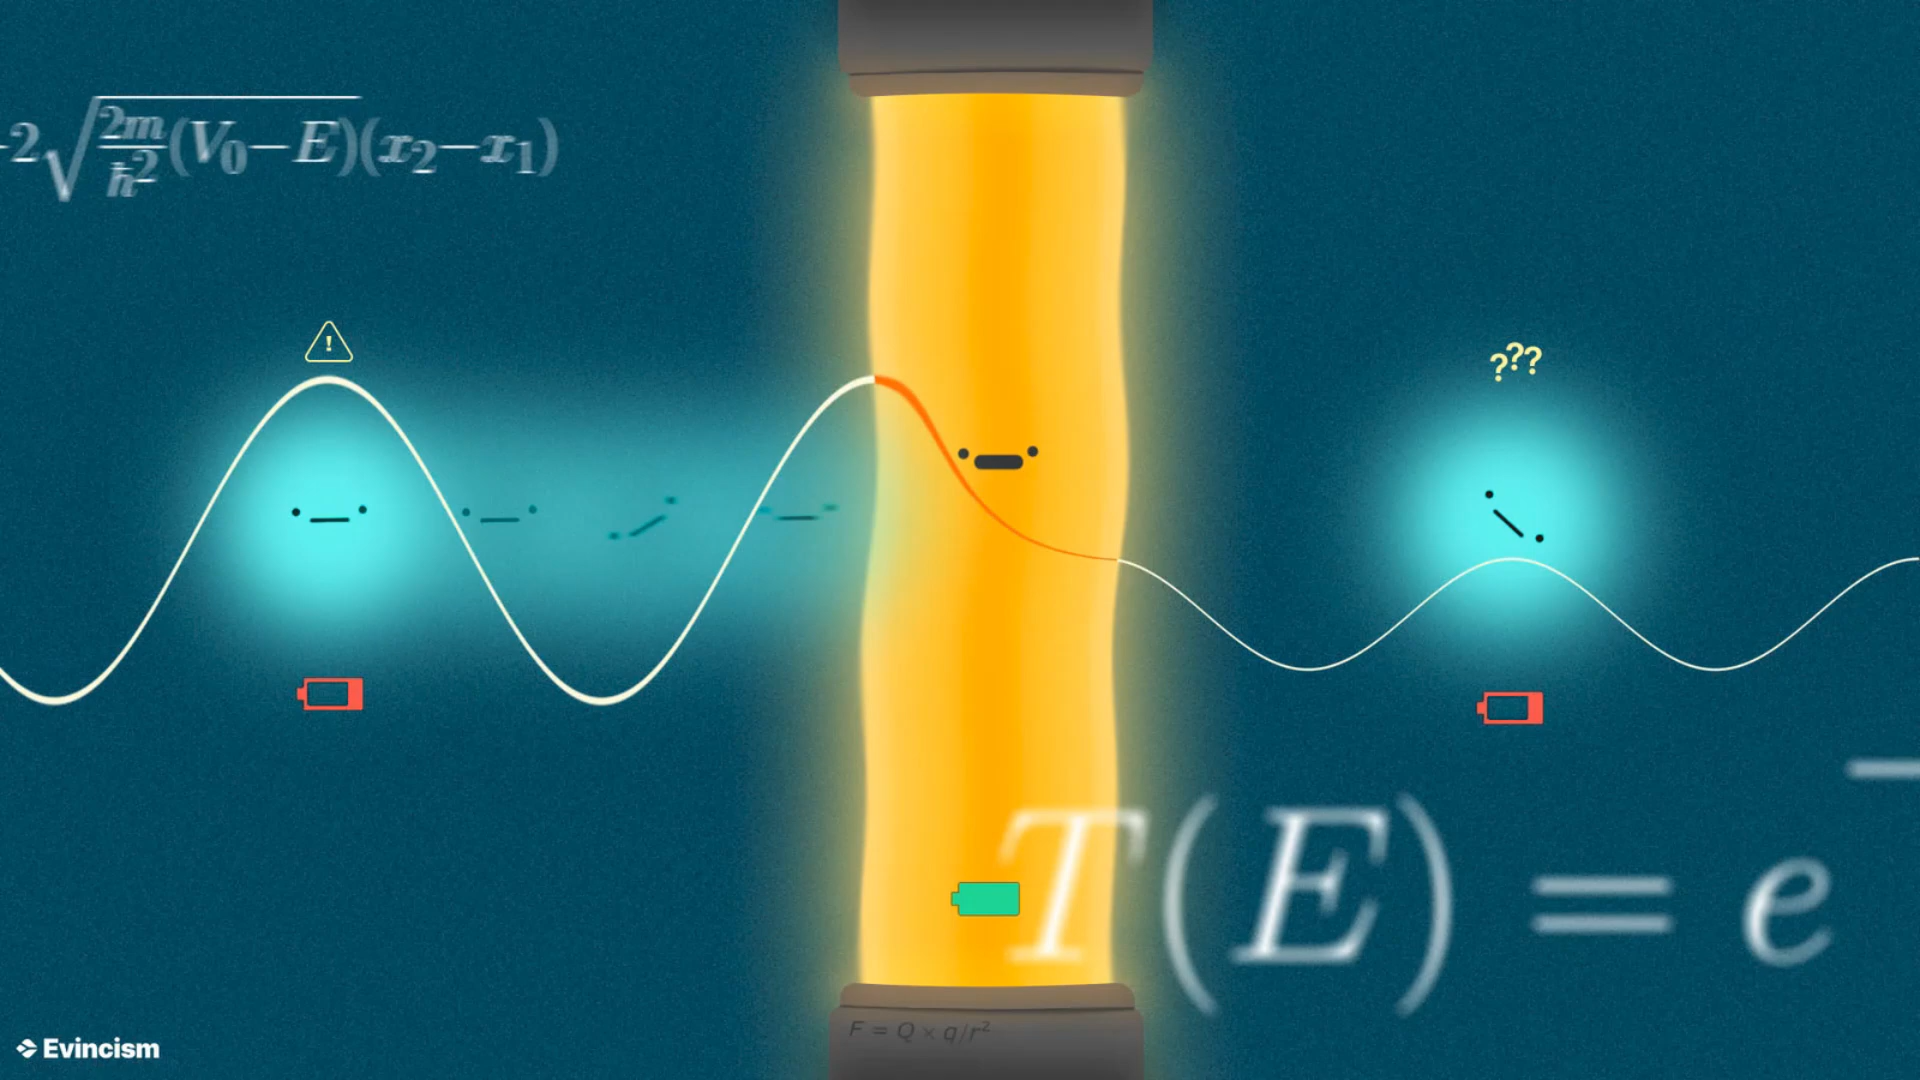 -2√(2m/ħ²)(V₀−E)(x₂−x₁)
!
???
T(E) = e⁻
F = Q × q/r²
Evincism